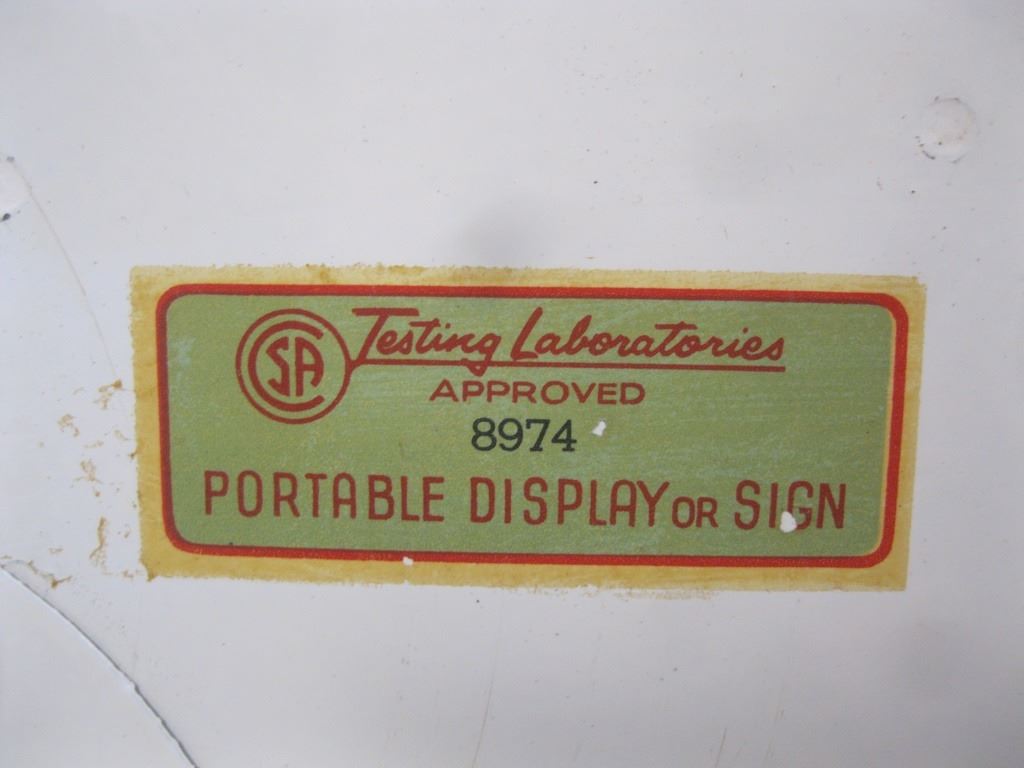 CSA Testing Laboratories
APPROVED
8974
PORTABLE DISPLAY OR SIGN